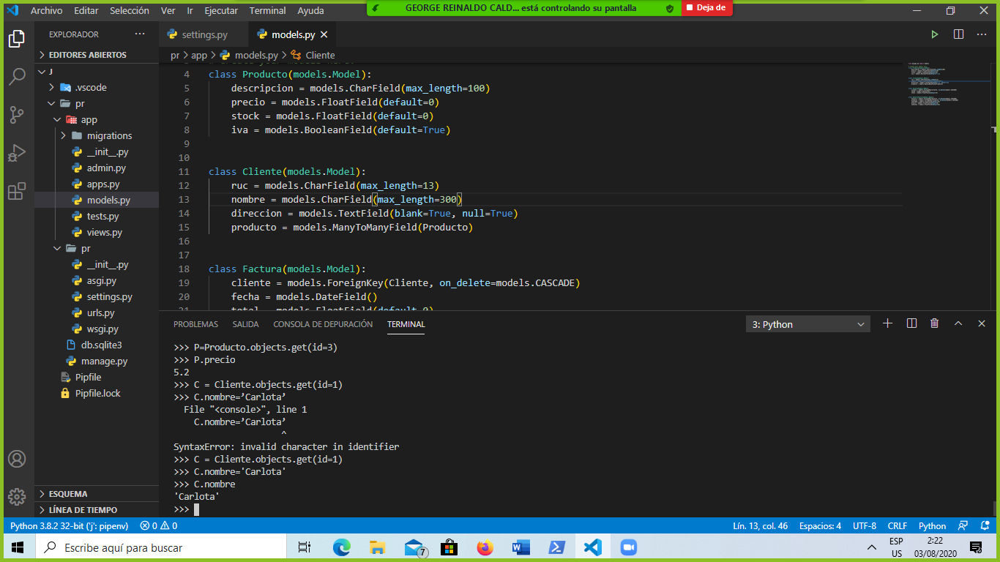 Archivo Editar Selección Ver Ir Ejecutar Terminal Ayuda
GEORGE REINALDO CALD... está controlando su pantalla
Deja de
EXPLORADOR
EDITORES ABIERTOS
J
.vscode
pr
app
migrations
__init__.py
admin.py
apps.py
models.py
tests.py
views.py
pr
__init__.py
asgi.py
settings.py
urls.py
wsgi.py
db.sqlite3
manage.py
Pipfile
Pipfile.lock
ESQUEMA
LÍNEA DE TIEMPO
settings.py
models.py
pr > app > models.py > Cliente
4 class Producto(models.Model):
5 descripcion = models.CharField(max_length=100)
6 precio = models.FloatField(default=0)
7 stock = models.FloatField(default=0)
8 iva = models.BooleanField(default=True)
9
10
11 class Cliente(models.Model):
12 ruc = models.CharField(max_length=13)
13 nombre = models.CharField(max_length=300)
14 direccion = models.TextField(blank=True, null=True)
15 producto = models.ManyToManyField(Producto)
16
17
18 class Factura(models.Model):
19 cliente = models.ForeignKey(Cliente, on_delete=models.CASCADE)
20 fecha = models.DateField()
21 total = models.FloatField(default=0)
PROBLEMAS SALIDA CONSOLA DE DEPURACIÓN TERMINAL
3: Python
>>> P=Producto.objects.get(id=3)
>>> P.precio
5.2
>>> C = Cliente.objects.get(id=1)
>>> C.nombre=’Carlota’
File "<console>", line 1
C.nombre=’Carlota’
^
SyntaxError: invalid character in identifier
>>> C = Cliente.objects.get(id=1)
>>> C.nombre='Carlota'
>>> C.nombre
'Carlota'
>>>
Python 3.8.2 32-bit ('j': pipenv) 0 0
Lín. 13, col. 46 Espacios: 4 UTF-8 CRLF Python
Escribe aquí para buscar
7
ESP
US
2:22
03/08/2020